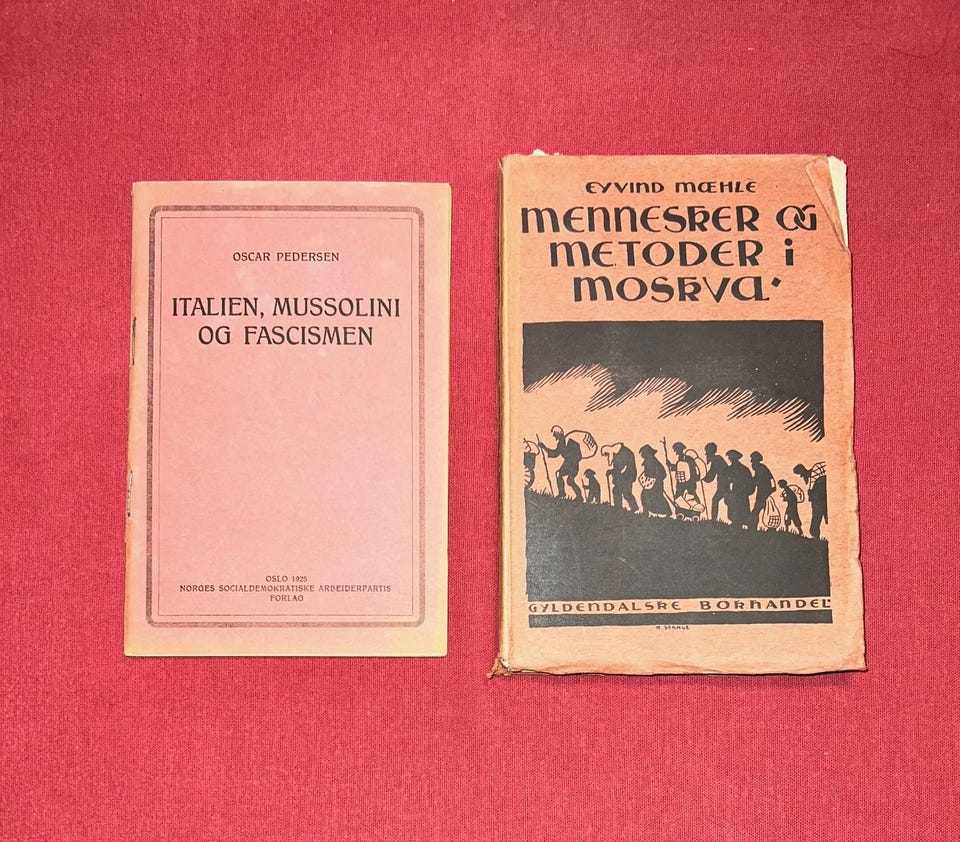 OSCAR PEDERSEN
ITALIEN, MUSSOLINI
OG FASCISMEN
OSLO 1925
NORGES SOCIALDEMOKRATISKE ARBEIDERPARTIS
FORLAG
EYVIND MÆHLE
MENNESKER OG
METODER i
MOSKVA·
GYLDENDALSKE BOKHANDEL